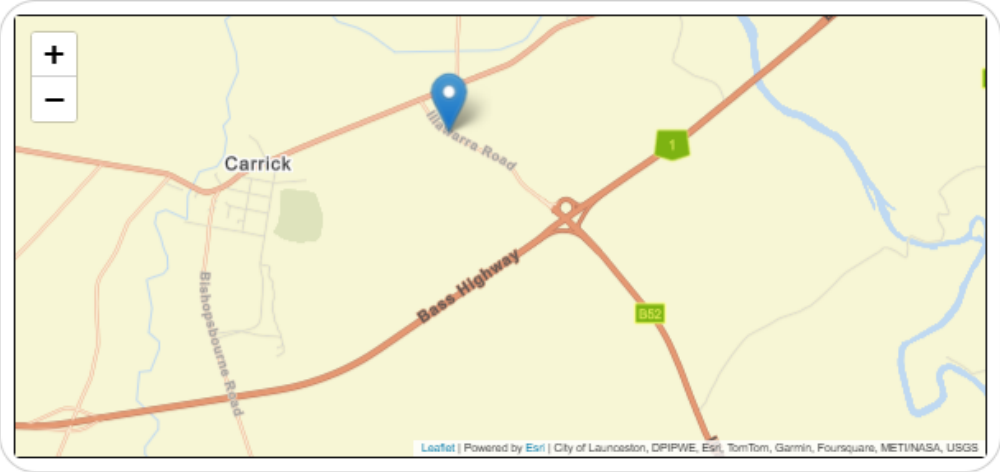 +
−
Illawarra Road
Carrick
1
Bass Highway
Bishopsbourne Road
B52
Leaflet | Powered by Esri | City of Launceston, DPIPWE, Esri, TomTom, Garmin, Foursquare, METI/NASA, USGS